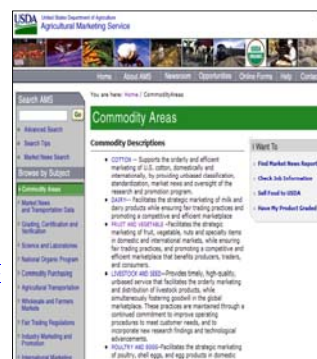 USDA
United States Department of Agriculture
Agricultural Marketing Service
Home
About AMS
Newsroom
Opportunities
Online Forms
Help
Contac
Search AMS
Go
Advanced Search
Search Tips
Market News Search
Browse by Subject
Commodity Areas
Market News
and Transportation Data
Grading, Certification and
Verification
Science and Laboratories
National Organic Program
Commodity Purchasing
Agricultural Transportation
Wholesale and Farmers
Markets
Fair Trading Regulations
Industry Marketing and
Promotion
International Marketing
You are here: Home / CommodityAreas
Commodity Areas
Commodity Descriptions
COTTON – Supports the orderly and efficient
marketing of U.S. cotton, domestically and
internationally, by providing unbiased classification,
standardization, market news and oversight of the
research and promotion program.
DAIRY– Facilitates the strategic marketing of milk and
dairy products while ensuring fair trading practices and
promoting a competitive and efficient marketplace
FRUIT AND VEGETABLE –Facilitates the strategic
marketing of fruit, vegetable, nuts and specialty items
in domestic and international markets, while ensuring
fair trading practices, and promoting a competitive and
efficient marketplace that benefits producers, traders,
and consumers.
LIVESTOCK AND SEED–Provides timely, high-quality,
unbiased service that facilitates the orderly marketing
and distribution of livestock products, while
simultaneously fostering goodwill in the global
marketplace. These practices are maintained through a
continued commitment to improve operating
procedures to meet customer needs, and to
incorporate new research findings and technological
advancements.
POULTRY AND EGGS–Facilitates the strategic marketing
of poultry, shell eggs, and egg products in domestic
I Want To
Find Market News Report
Check Job Information
Sell Food to USDA
Have My Product Graded